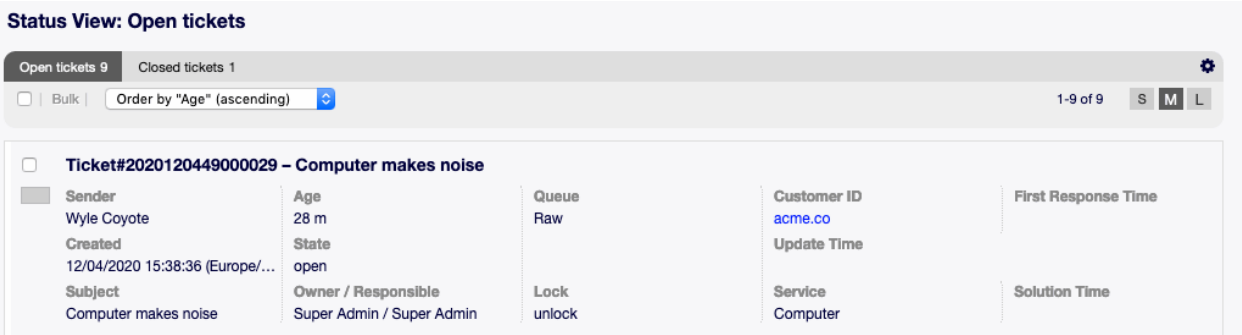 Status View: Open tickets
Open tickets 9 Closed tickets 1
| Bulk | Order by "Age" (ascending) 1-9 of 9 S M L
Ticket#2020120449000029 – Computer makes noise
Sender Age Queue Customer ID First Response Time
Wyle Coyote 28 m Raw acme.co
Created State Update Time
12/04/2020 15:38:36 (Europe/... open
Subject Owner / Responsible Lock Service Solution Time
Computer makes noise Super Admin / Super Admin unlock Computer